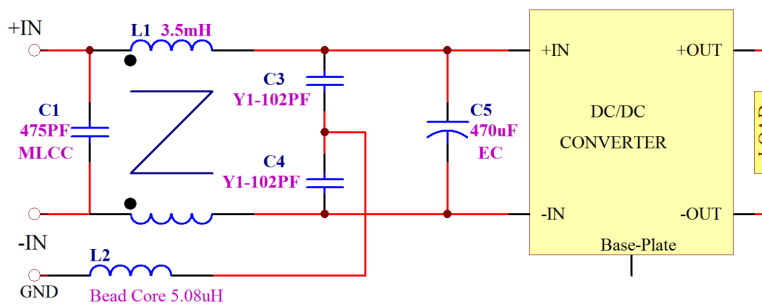 +IN
L1 3.5mH
C1
475PF
MLCC
C3
Y1-102PF
C4
Y1-102PF
C5
470uF
EC
+IN
+OUT
DC/DC
CONVERTER
-IN
-OUT
Base-Plate
LOAD
-IN
L2
GND
Bead Core 5.08uH